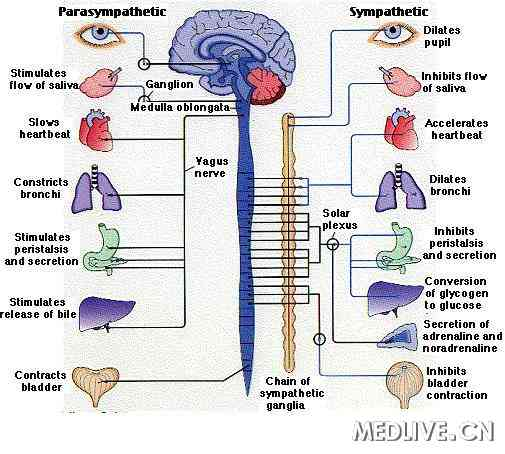 Parasympathetic
Sympathetic
Dilates
pupil
Stimulates
flow of saliva
Ganglion
Medulla oblongata
Inhibits flow
of saliva
Slows
heartbeat
Accelerates
heartbeat
Vagus
nerve
Constricts
bronchi
Dilates
bronchi
Solar
plexus
Stimulates
peristalsis
and secretion
Inhibits
peristalsis
and secretion
Stimulates
release of bile
Conversion
of glycogen
to glucose
Secretion of
adrenaline and
noradrenaline
Contracts
bladder
Chain of
sympathetic
ganglia
Inhibits
bladder
contraction
MEDLIVE.CN